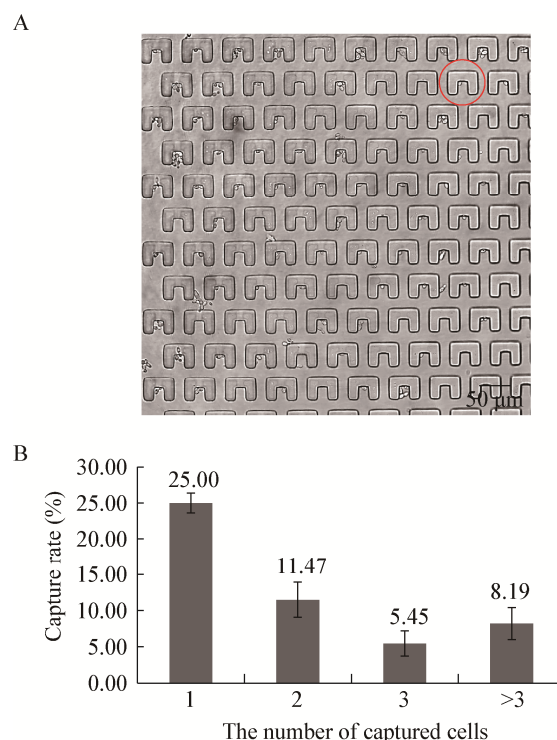 A
50 μm
B
Capture rate (%)
30.00
25.00
20.00
15.00
10.00
5.00
0.00
25.00
11.47
5.45
8.19
1 2 3 >3
The number of captured cells